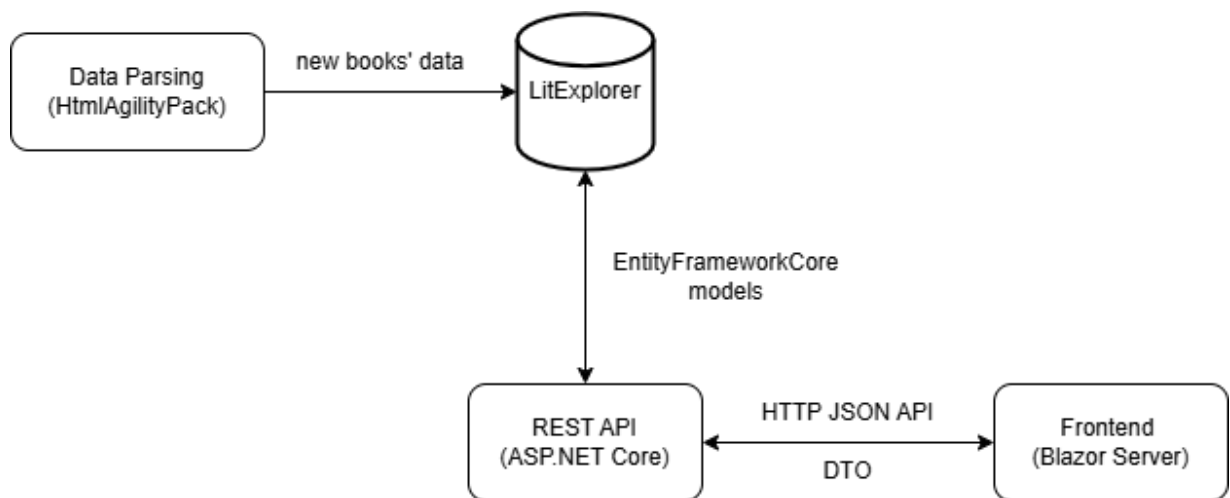 Data Parsing
(HtmlAgilityPack)
new books' data
LitExplorer
EntityFrameworkCore
models
REST API
(ASP.NET Core)
HTTP JSON API
DTO
Frontend
(Blazor Server)